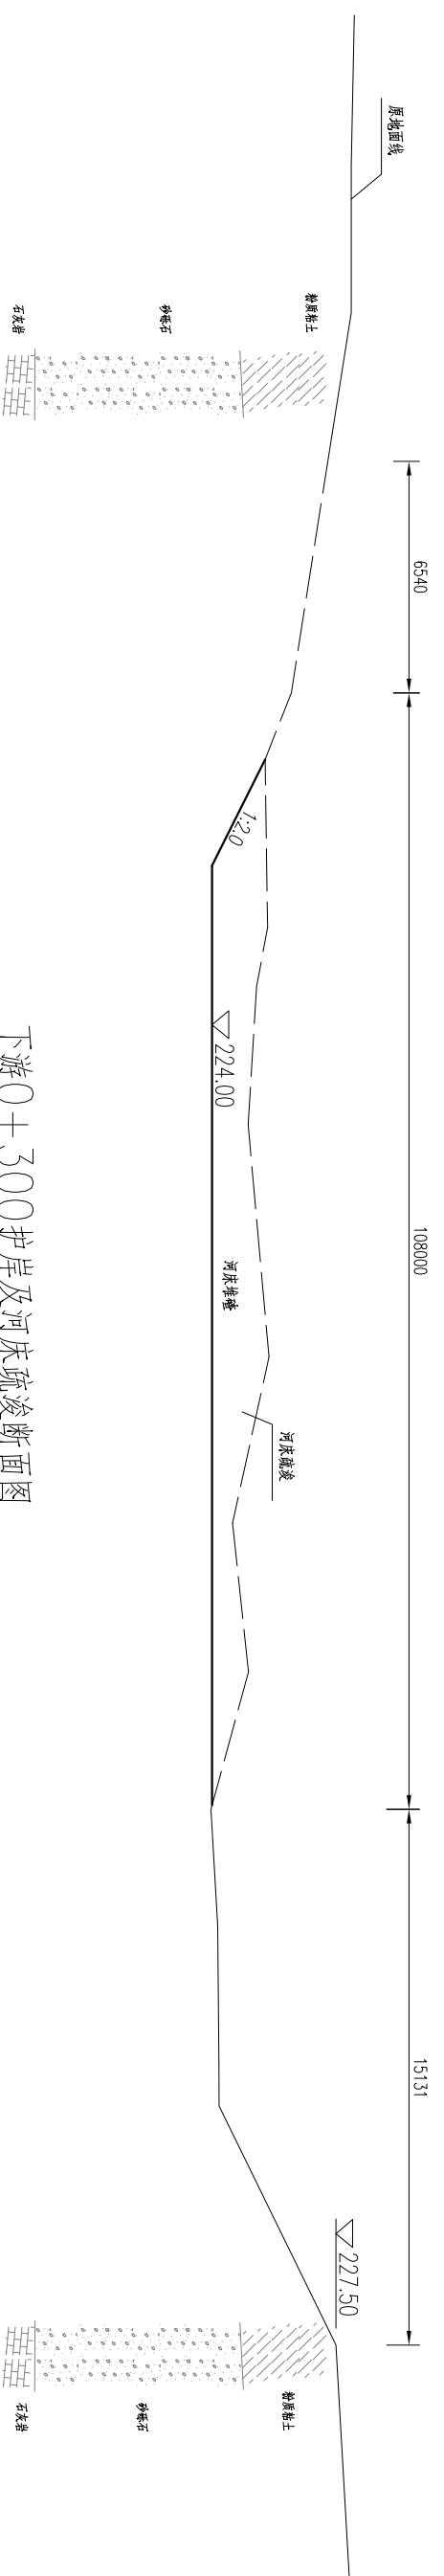 原地面线
6540
108000
15131
227.50
粉质粘土
砂砾石
石灰岩
1:2.0
224.00
河床堆碴
河床疏浚
粉质粘土
砂砾石
石灰岩
下游0+300护岸及河床疏浚断面图